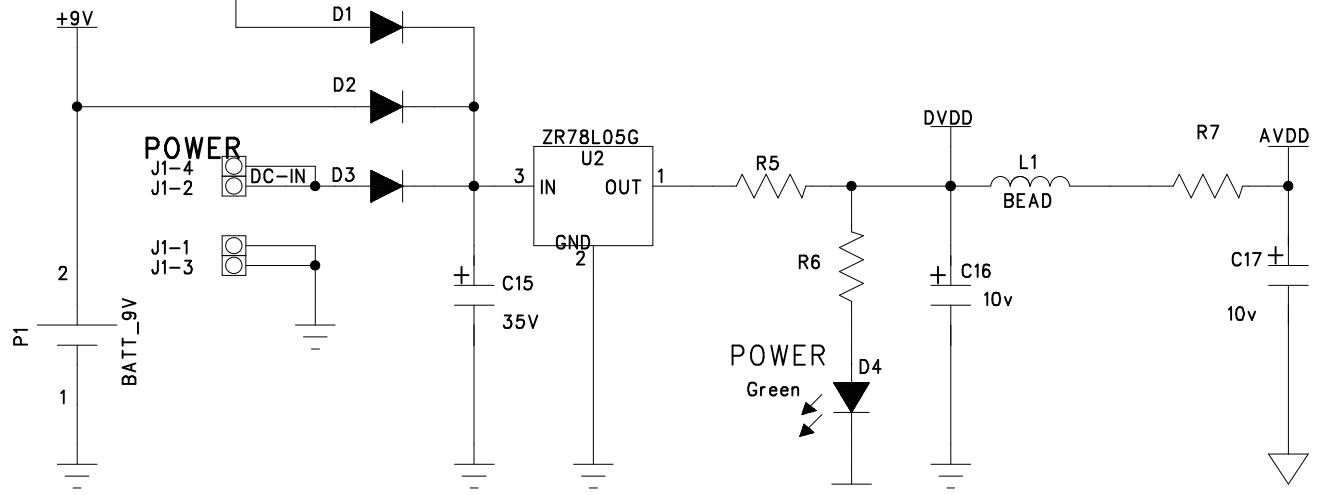 +9V
D1
D2
POWER
J1-4
J1-2
DC-IN
D3
J1-1
J1-3
2
P1
BATT_9V
1
ZR78L05G
U2
3
IN
OUT
1
GND
2
+
C15
35V
R5
R6
POWER
Green
D4
DVDD
L1
BEAD
+
C16
10v
R7
AVDD
+
C17
10v